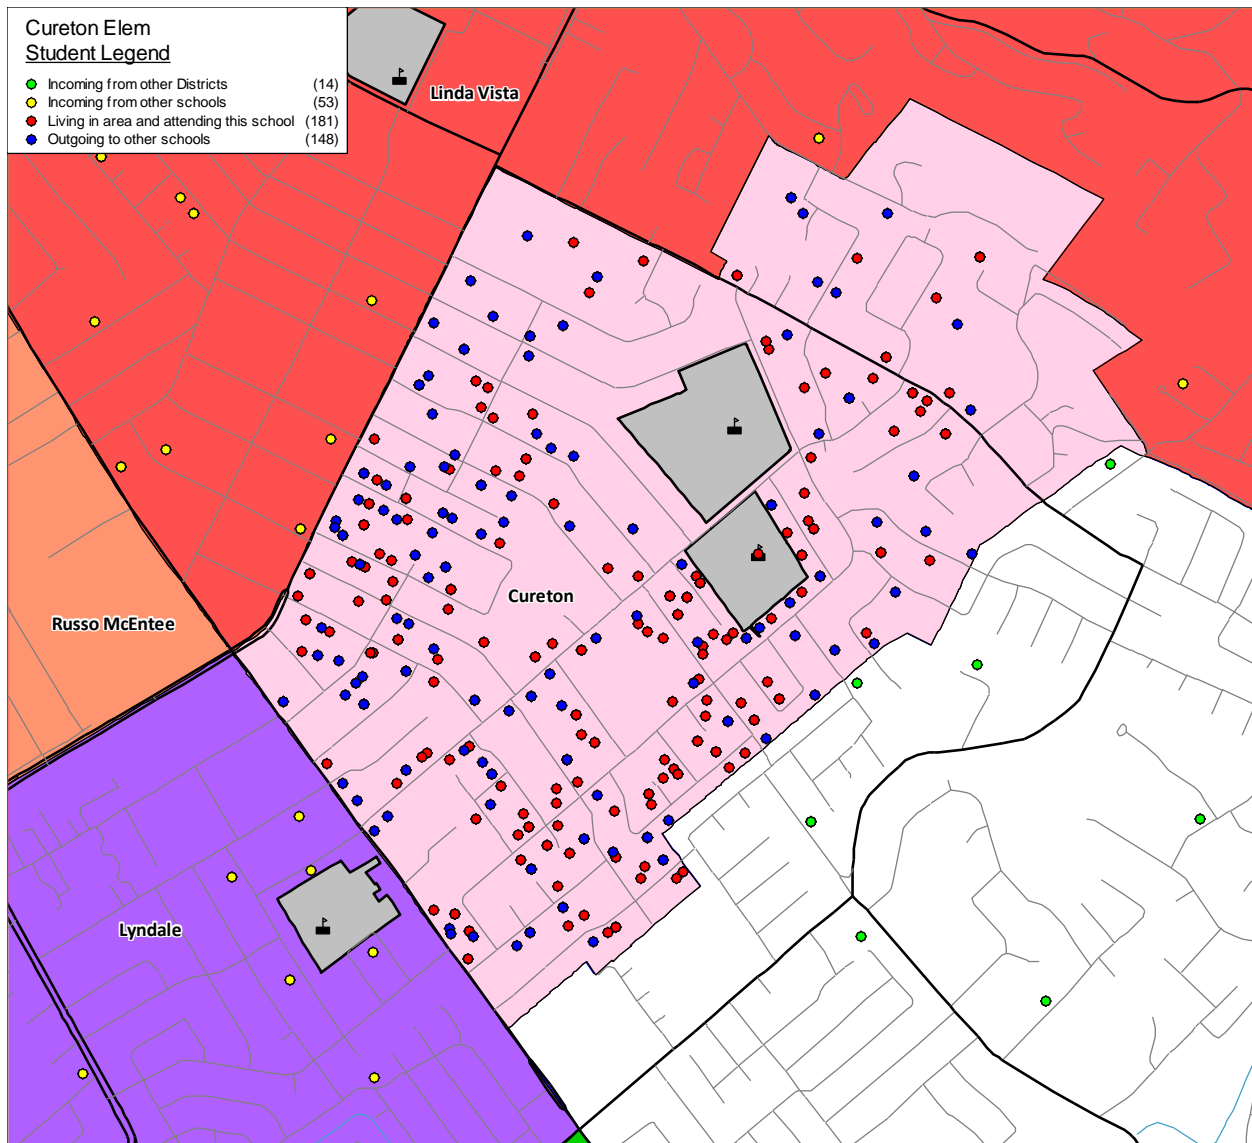 Cureton Elem
Student Legend
Incoming from other Districts (14)
Incoming from other schools (53)
Living in area and attending this school (181)
Outgoing to other schools (148)
Linda Vista
Cureton
Russo McEntee
Lyndale